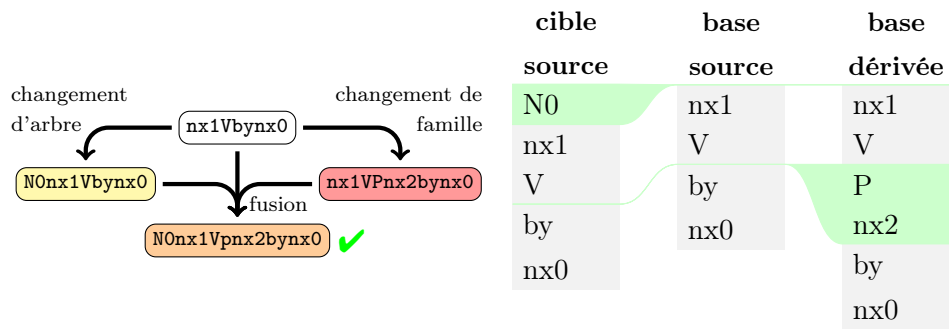 changement
d'arbre
changement de
famille
nx1Vbynx0
N0nx1Vbynx0
nx1VPnx2bynx0
fusion
N0nx1Vpnx2bynx0
cible
source
N0
nx1
V
by
nx0
base
source
nx1
V
by
nx0
base
dérivée
nx1
V
P
nx2
by
nx0